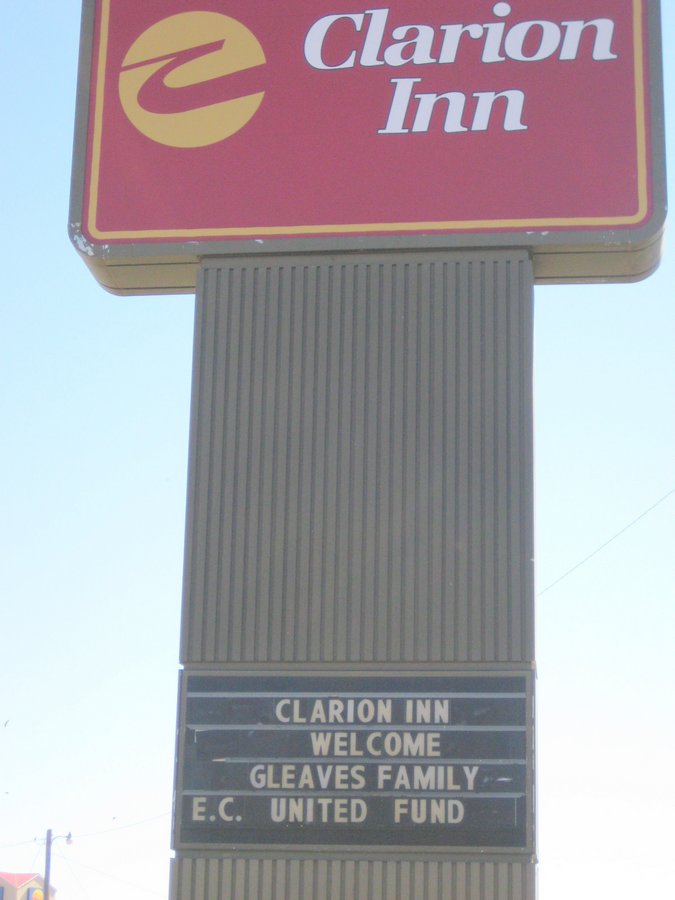 Clarion
Inn
CLARION INN
WELCOME
GLEAVES FAMILY
E.C. UNITED FUND